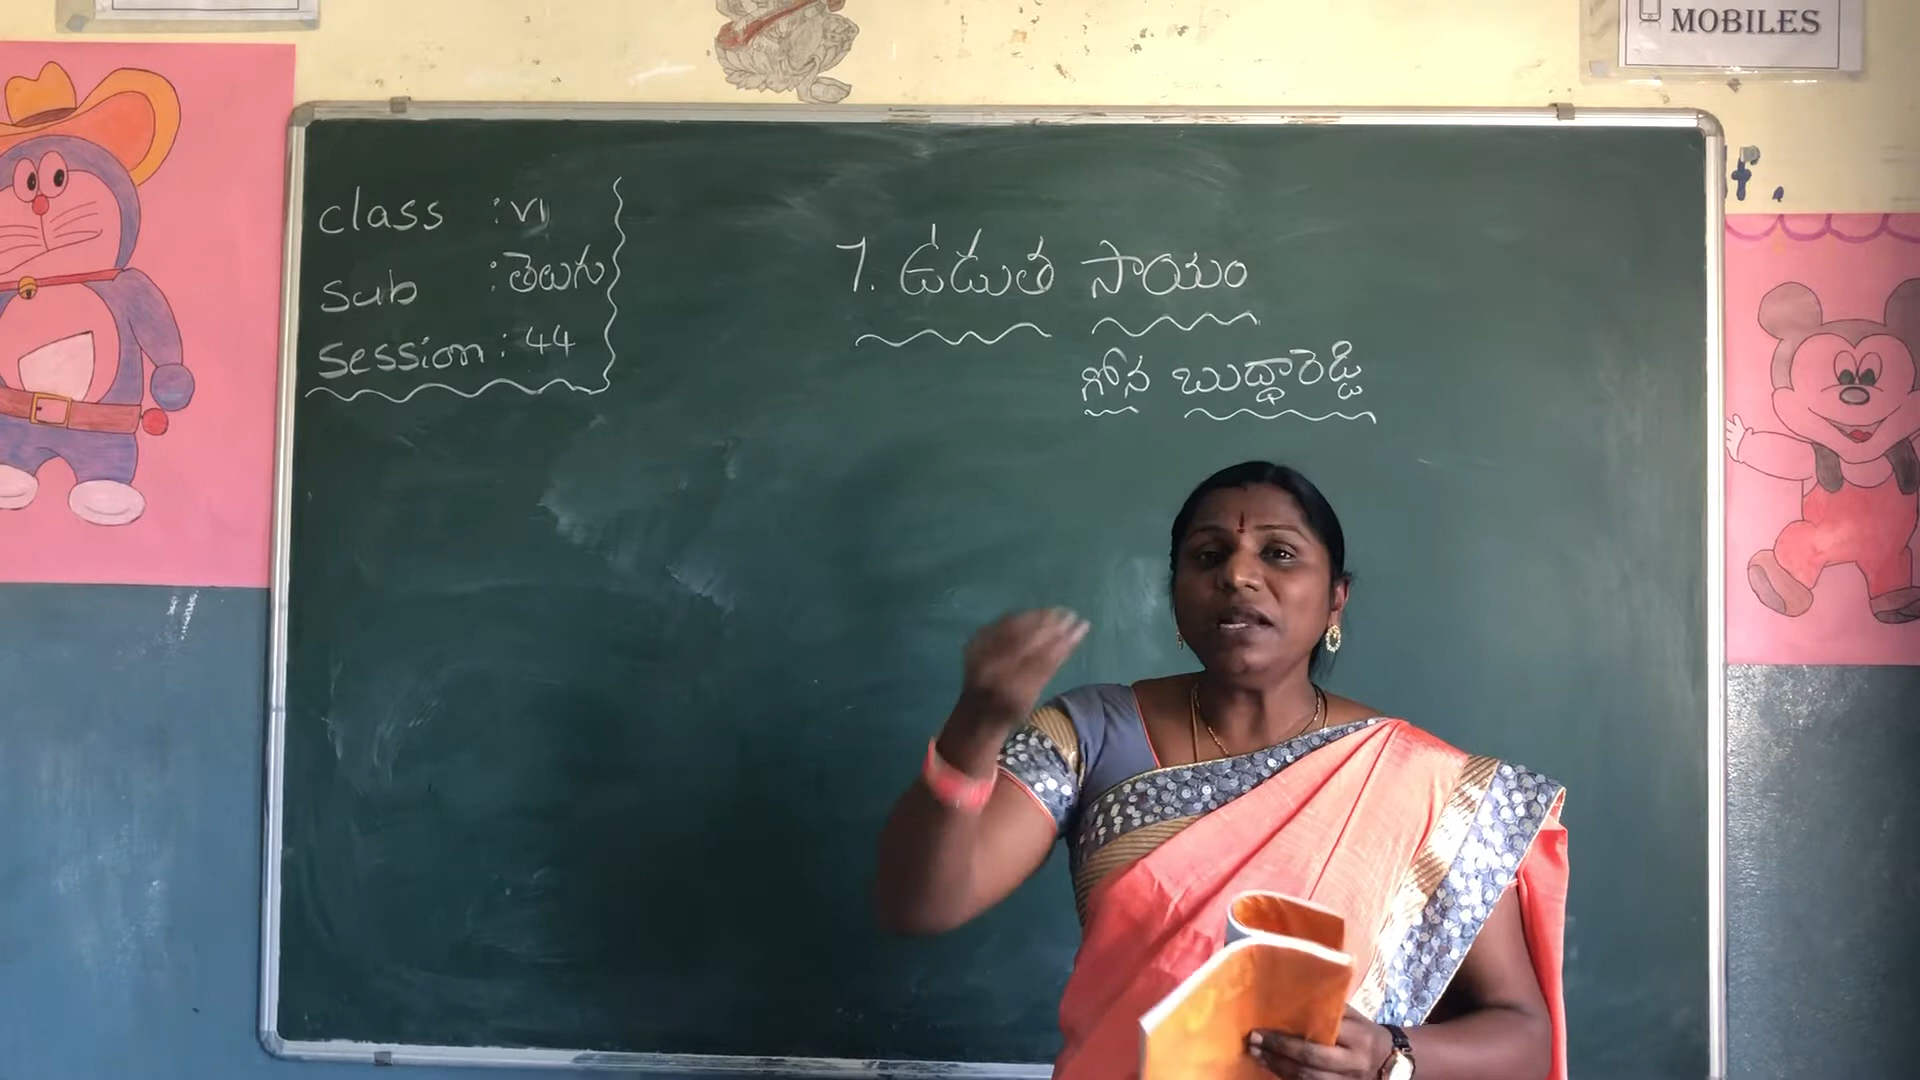 MOBILES
class : VI
sub : తెలుగు
session : 44
7. ఉడుత సాయం
గోన బుద్ధారెడ్డి
f.